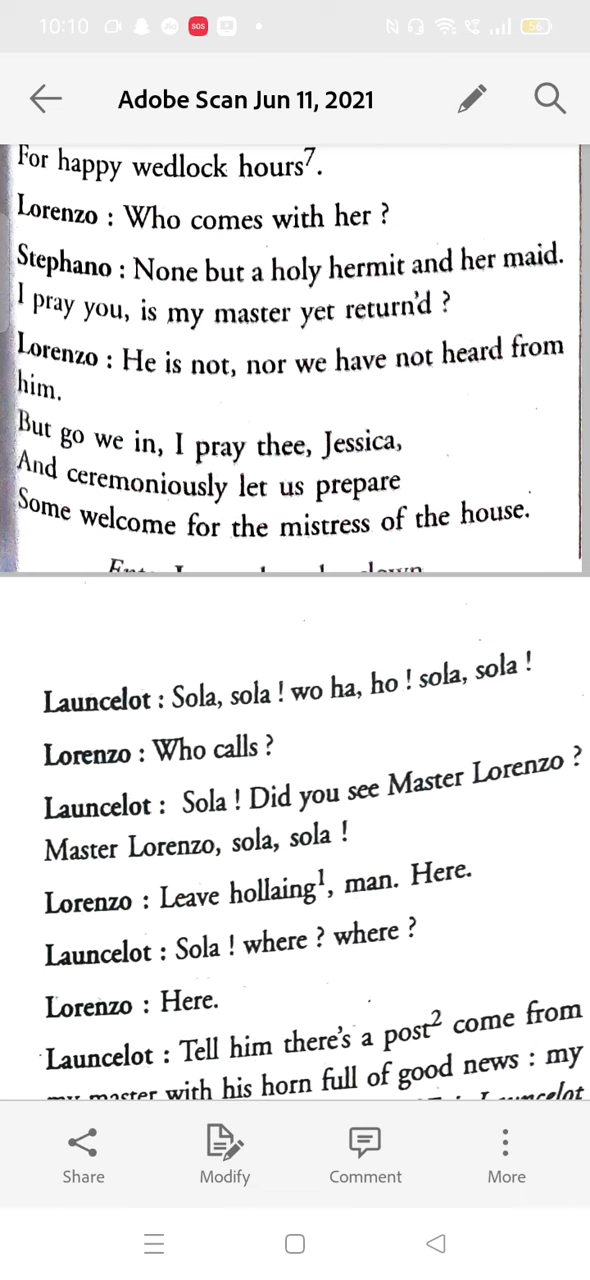 10:10
SOS
56
Adobe Scan Jun 11, 2021
For happy wedlock hours7.
Lorenzo : Who comes with her ?
Stephano : None but a holy hermit and her maid.
I pray you, is my master yet return'd ?
Lorenzo : He is not, nor we have not heard from
him.
But go we in, I pray thee, Jessica,
And ceremoniously let us prepare
Some welcome for the mistress of the house.
Launcelot : Sola, sola ! wo ha, ho ! sola, sola !
Lorenzo : Who calls ?
Launcelot : Sola ! Did you see Master Lorenzo ?
Master Lorenzo, sola, sola !
Lorenzo : Leave hollaing1, man. Here.
Launcelot : Sola ! where ? where ?
Lorenzo : Here.
Launcelot : Tell him there's a post2 come from
my master with his horn full of good news : my
Share
Modify
Comment
More